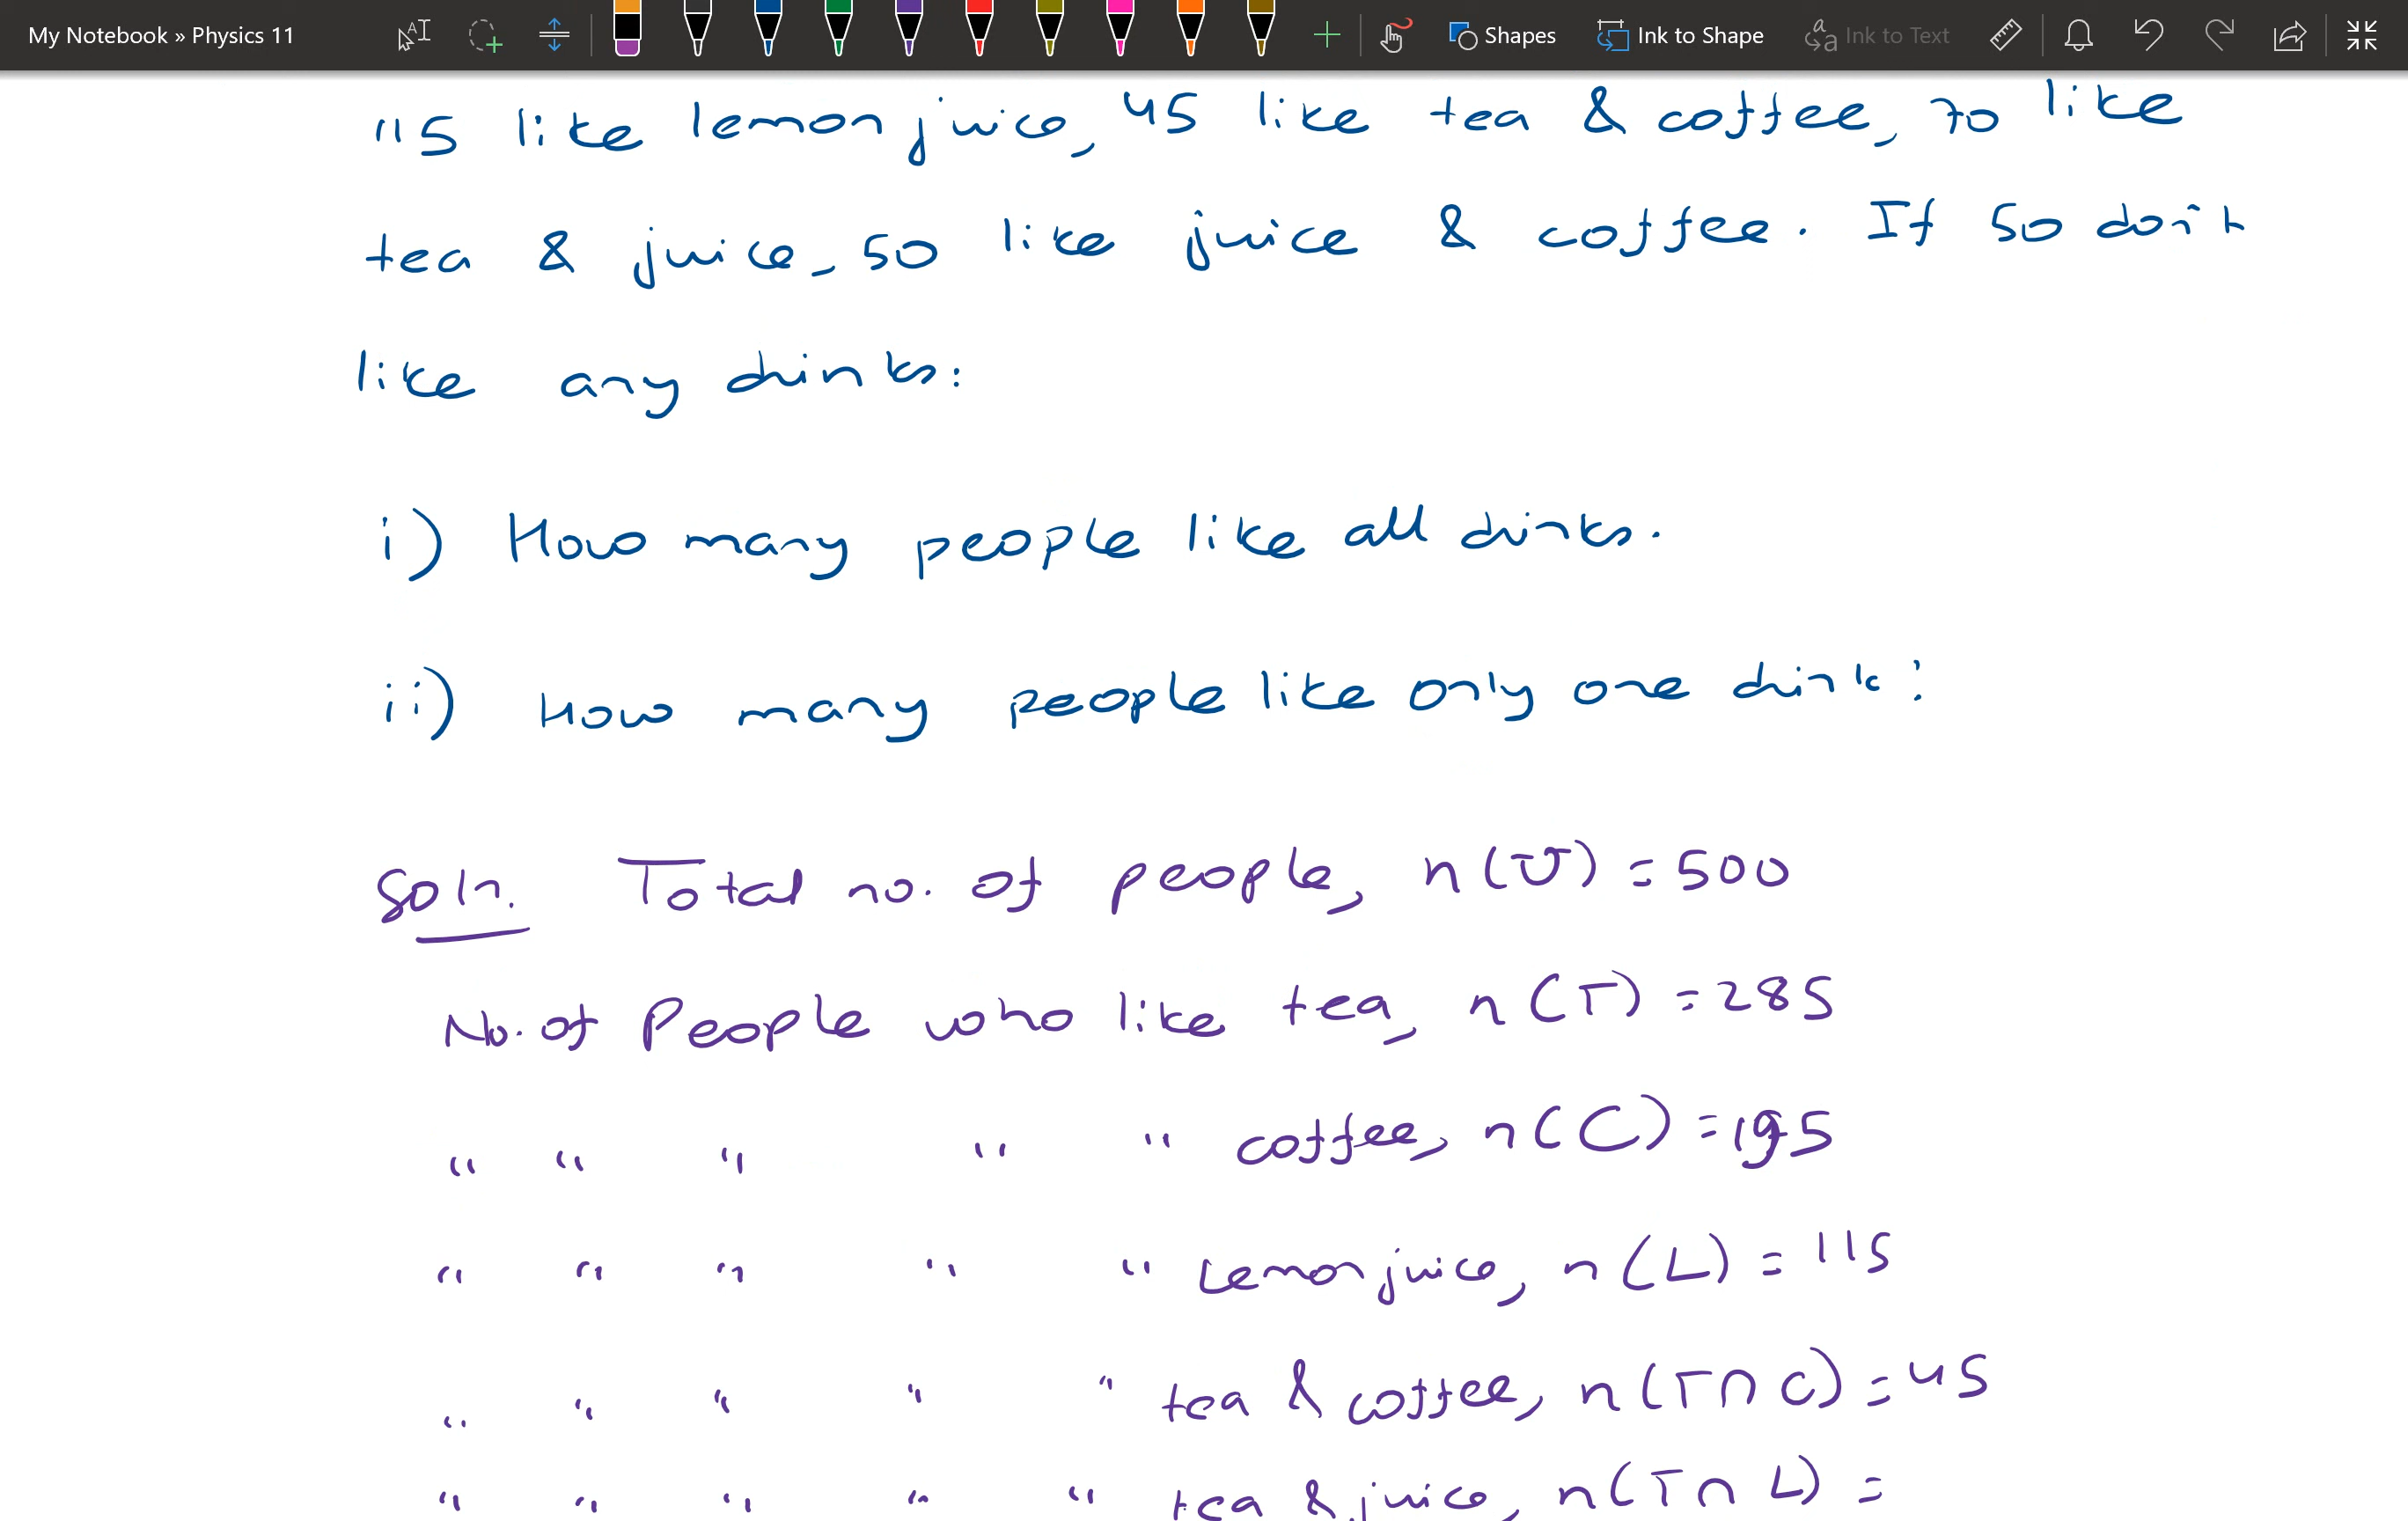 My Notebook » Physics 11 Shapes Ink to Shape Ink to Text
115 like lemon juice, 45 like tea & coffee, 70 like
tea & juice, 50 like juice & coffee. If 50 don't
like any drinks:
i) How many people like all drinks.
ii) How many people like only one drink:
Soln. Total no. of people, n(U) = 500
No. of People who like tea, n(T) = 285
" " " " " coffee, n(C) = 195
" " " " " Lemon juice, n(L) = 115
" " " " " tea & coffee, n(T∩C) = 45
" " " " " tea & juice, n(T∩L) =